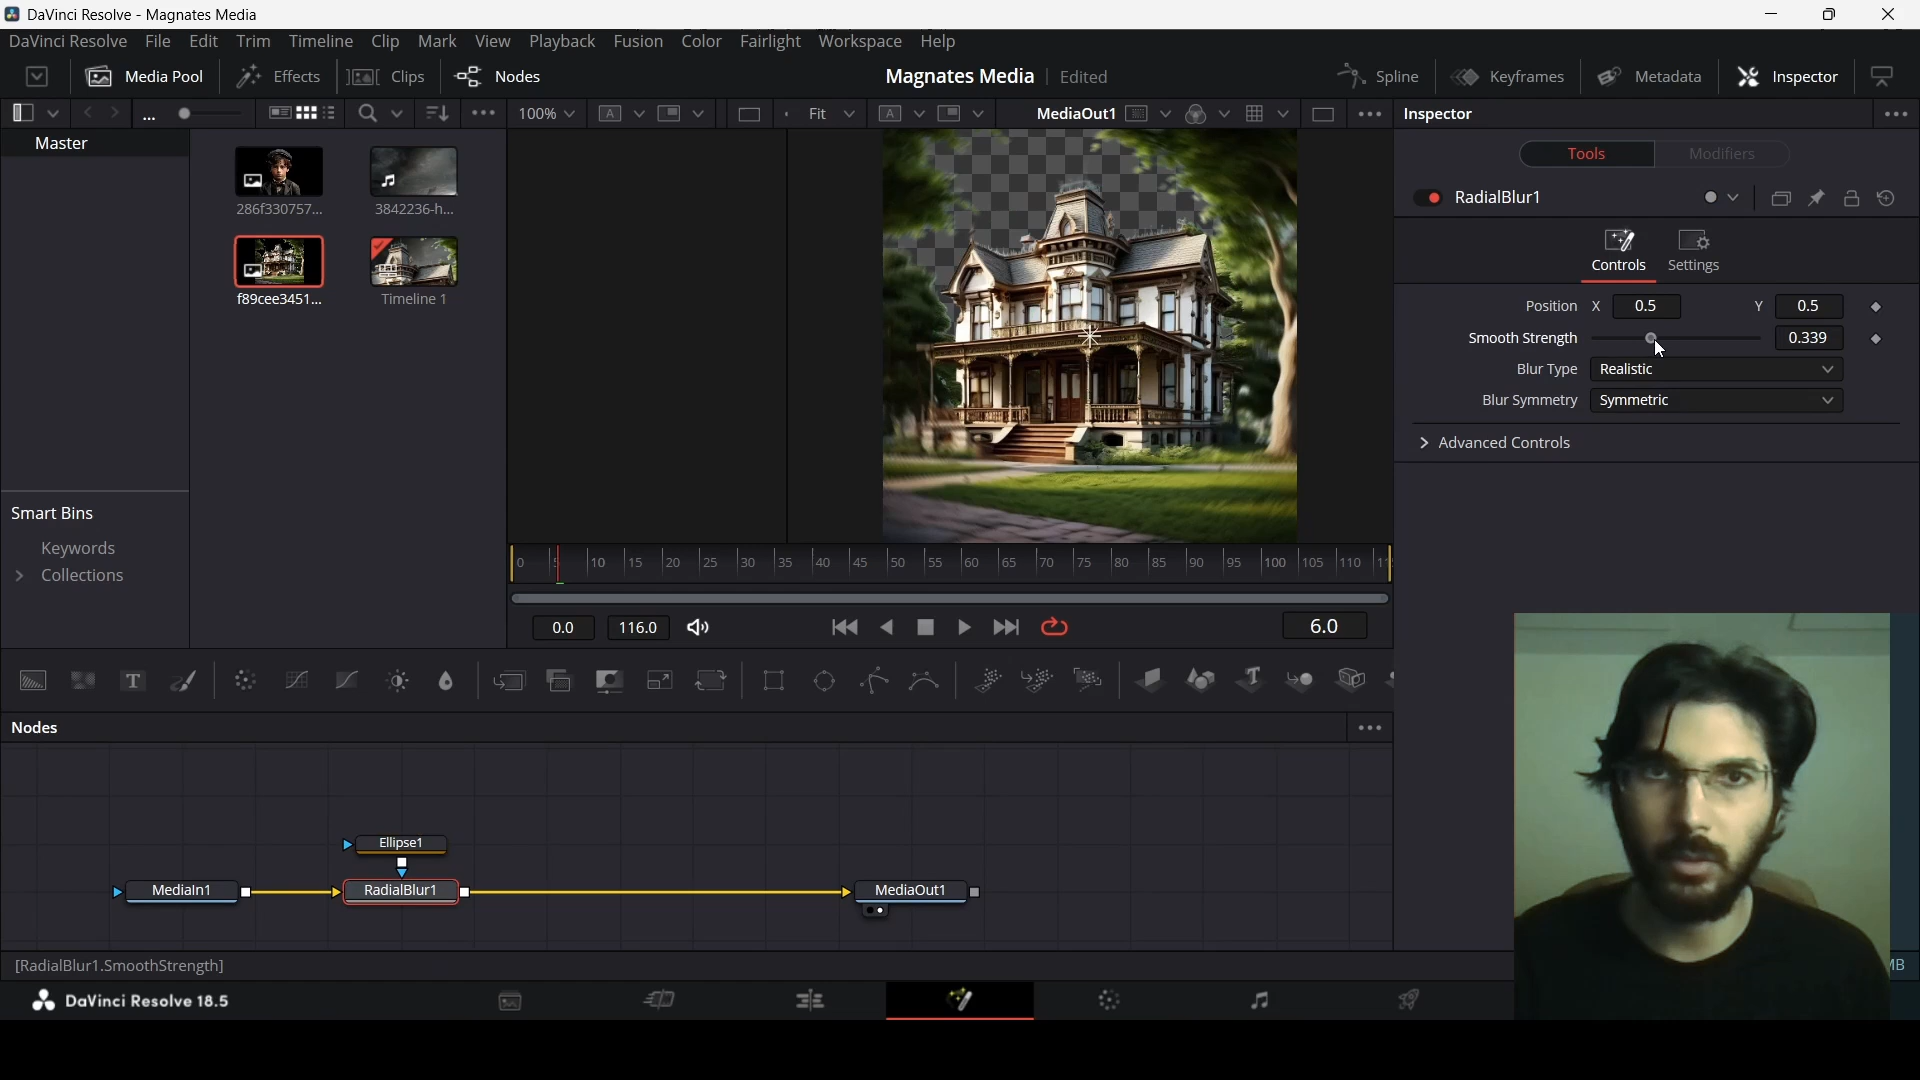 DaVinci Resolve - Magnates Media
DaVinci Resolve File Edit Trim Timeline Clip Mark View Playback Fusion Color Fairlight Workspace Help
Media Pool Effects Clips Nodes Magnates Media Edited Spline Keyframes Metadata Inspector
... 100% A Fit A MediaOut1 Inspector
Master
Tools Modifiers
RadialBlur1
286f330757... 3842236-h...
Controls Settings
f89cee3451... Timeline 1
Position X 0.5 Y 0.5
Smooth Strength 0.339
Blur Type Realistic
Blur Symmetry Symmetric
Advanced Controls
Smart Bins
Keywords
Collections
0 5 10 15 20 25 30 35 40 45 50 55 60 65 70 75 80 85 90 95 100 105 110
0.0 116.0 6.0
T T
Nodes
Ellipse1
MediaIn1 RadialBlur1 MediaOut1
[RadialBlur1.SmoothStrength] MB
DaVinci Resolve 18.5